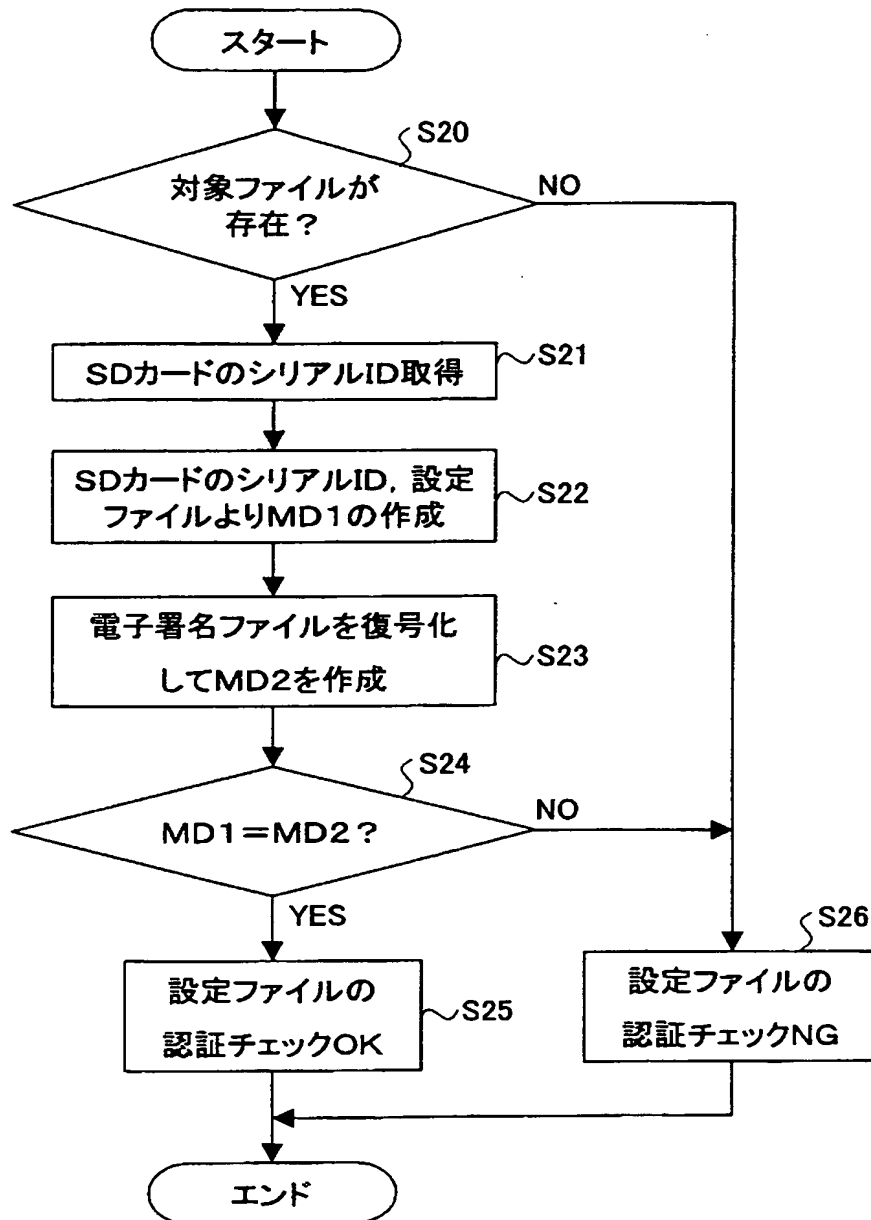 スタート
S20
対象ファイルが
存在?
NO
YES
SDカードのシリアルID取得
S21
SDカードのシリアルID, 設定
ファイルよりMD1の作成
S22
電子署名ファイルを復号化
してMD2を作成
S23
S24
MD1=MD2?
NO
YES
設定ファイルの
認証チェックOK
S25
S26
設定ファイルの
認証チェックNG
エンド